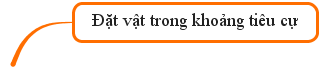 Đặt vật trong khoảng tiêu cự